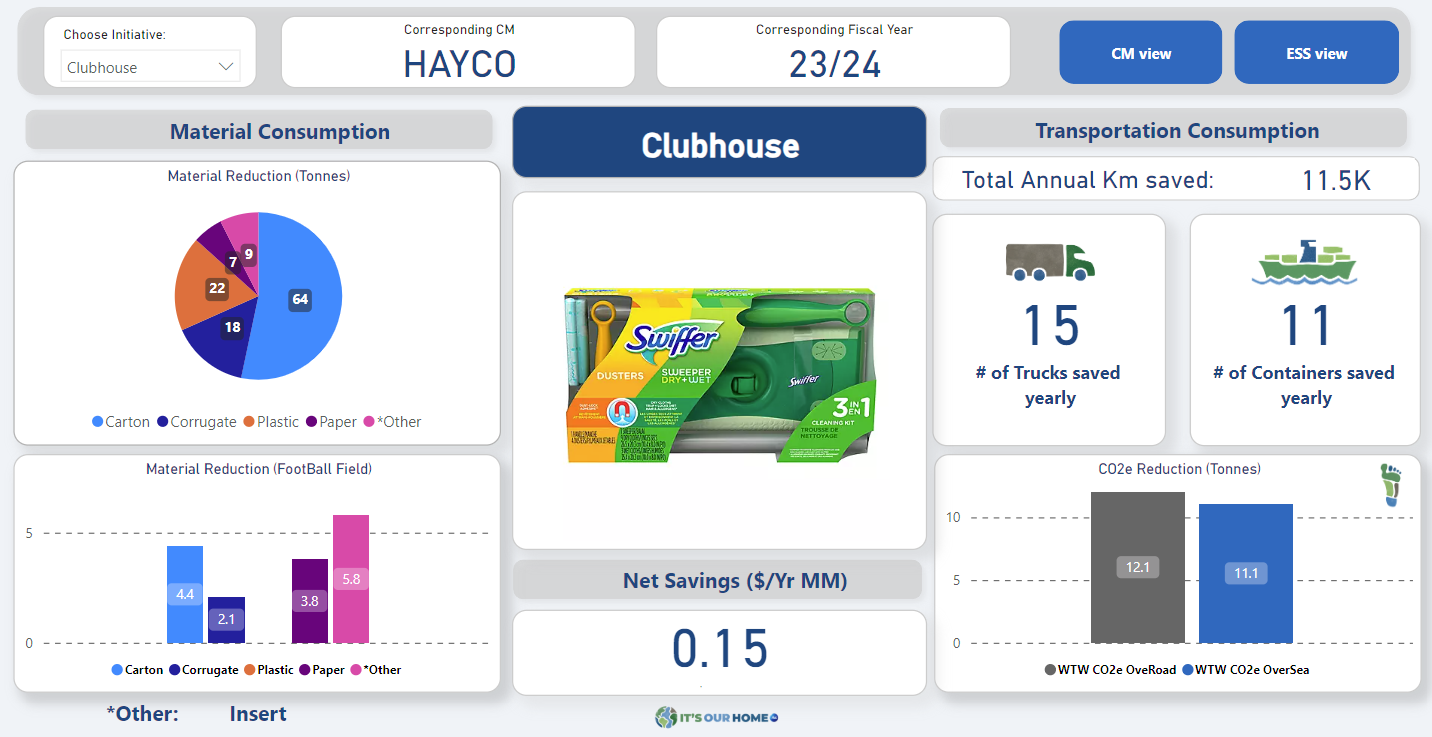 Choose Initiative:
Clubhouse
Corresponding CM
HAYCO
Corresponding Fiscal Year
23/24
CM view
ESS view
Material Consumption
Material Reduction (Tonnes)
9
7
22
64
18
Carton Corrugate Plastic Paper *Other
Material Reduction (FootBall Field)
5
0
4.4
2.1
3.8
5.8
Carton Corrugate Plastic Paper *Other
*Other: Insert
Clubhouse
Swiffer
DUSTERS
SWEEPER
DRY+WET
Swiffer
3 IN EN 1
CLEANING KIT
TROUSSE DE
NETTOYAGE
Net Savings ($/Yr MM)
0.15
IT'S OUR HOME
Transportation Consumption
Total Annual Km saved: 11.5K
15
# of Trucks saved
yearly
11
# of Containers saved
yearly
CO2e Reduction (Tonnes)
10
5
0
12.1
11.1
WTW CO2e OveRoad WTW CO2e OverSea